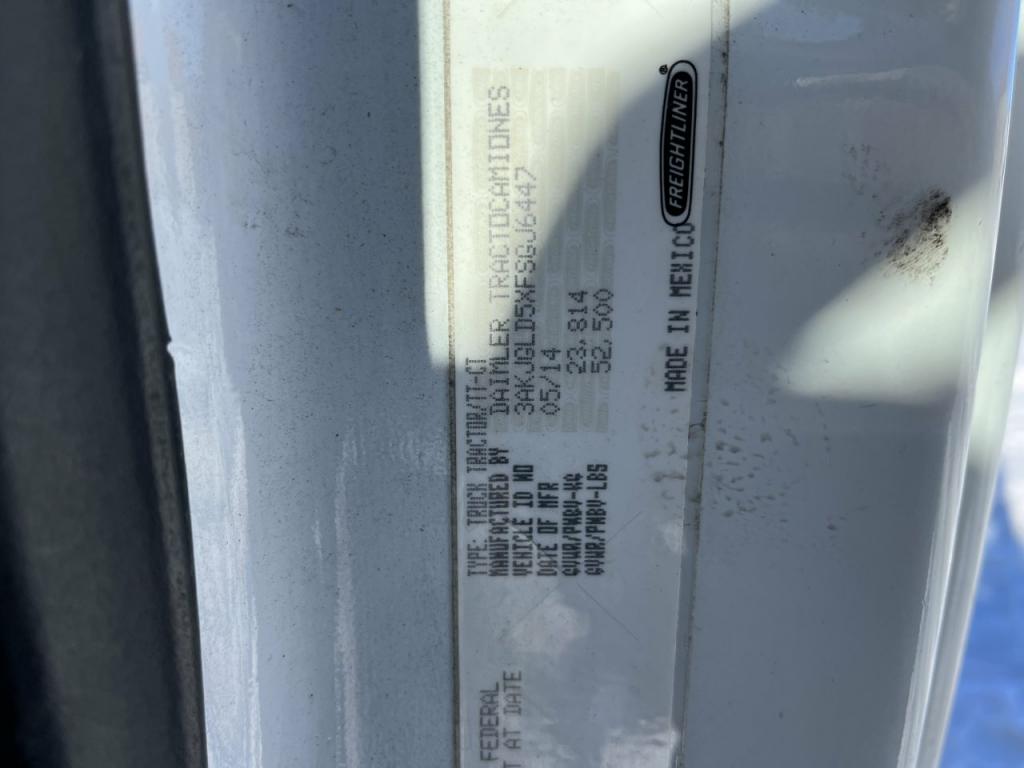 FEDERAL
T AT DATE
TYPE: TRUCK TRACTOR/TT-CT
MANUFACTURED BY DAIMLER TRACTOCAMIONES
VEHICLE ID NO 3AKJGLD5XFSGJ6447
DATE OF MFR 05/14
GVWR/PNBV-KG 23,814
GVWR/PNBV-LBS 52,500
MADE IN MEXICO
FREIGHTLINER®